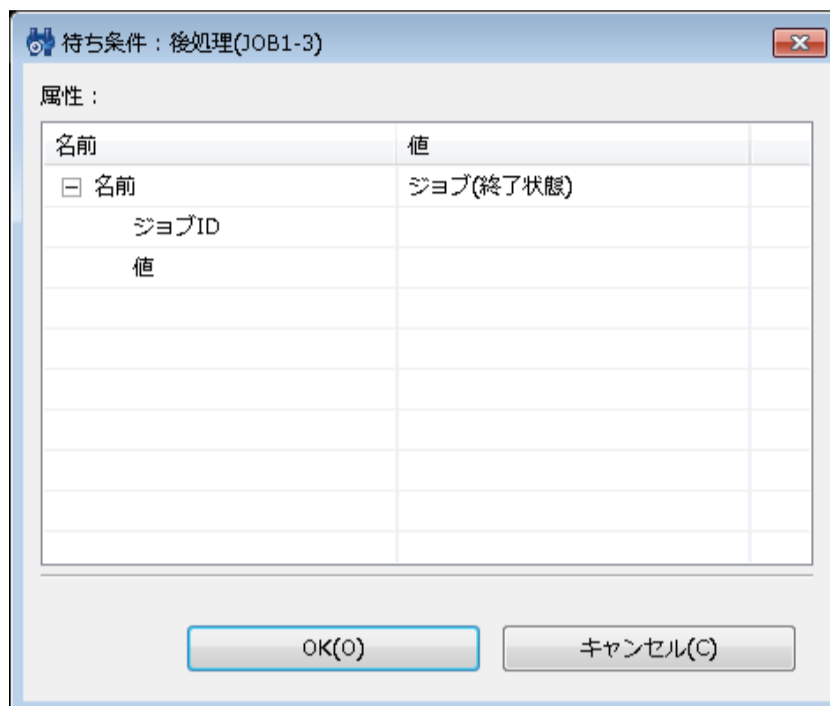 待ち条件：後処理(JOB1-3)
属性：
名前 値
名前 ジョブ(終了状態)
ジョブID
値
OK(O) キャンセル(C)